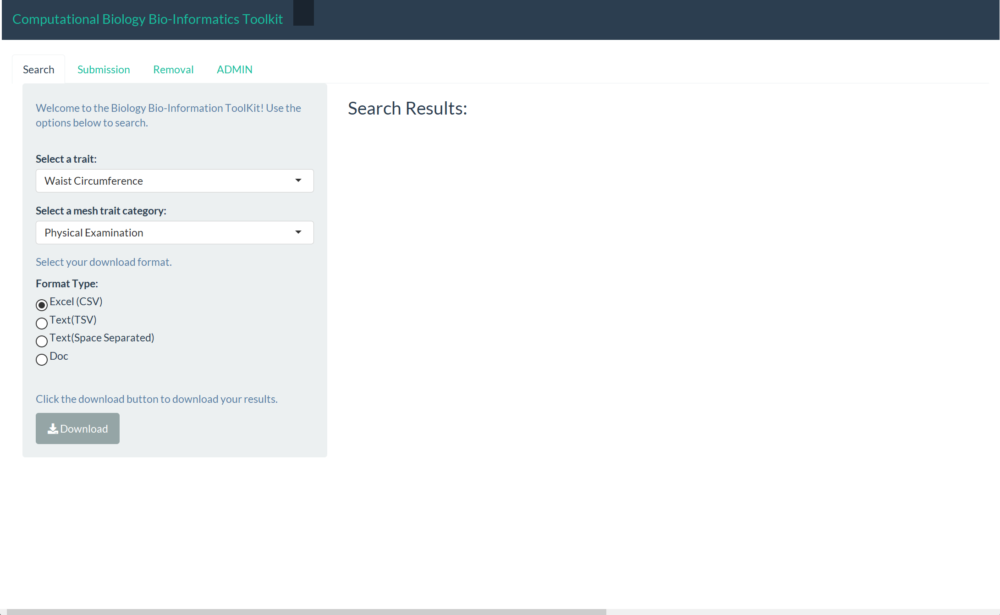 Computational Biology Bio-Informatics Toolkit
Search
Submission
Removal
ADMIN
Welcome to the Biology Bio-Information ToolKit! Use the
options below to search.
Select a trait:
Waist Circumference
Select a mesh trait category:
Physical Examination
Select your download format.
Format Type:
Excel (CSV)
Text(TSV)
Text(Space Separated)
Doc
Click the download button to download your results.
Download
Search Results: